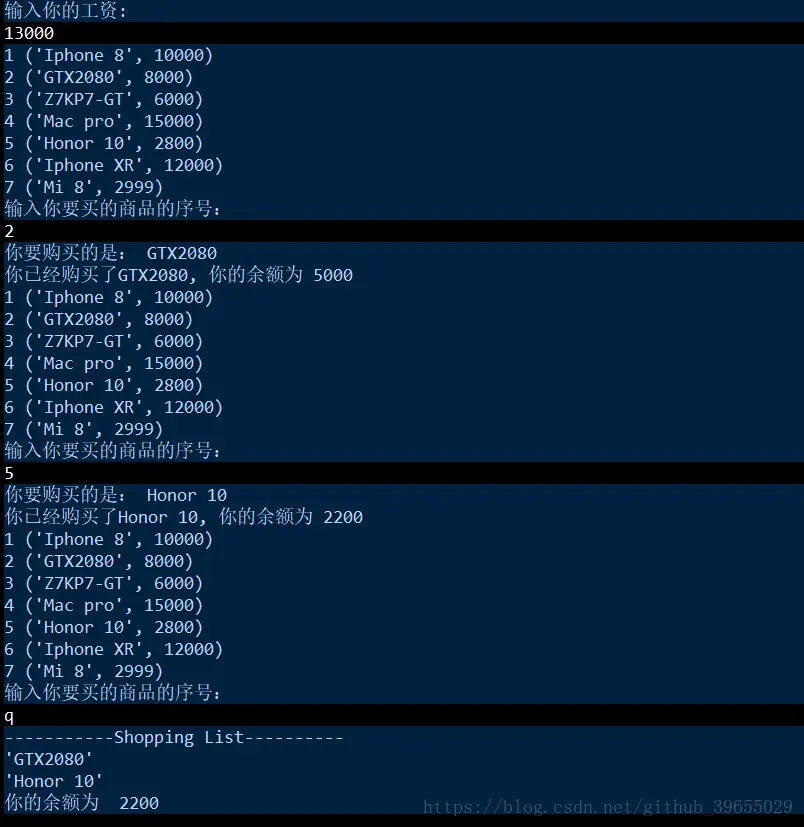 输入你的工资：
13000
1 ('Iphone 8', 10000)
2 ('GTX2080', 8000)
3 ('Z7KP7-GT', 6000)
4 ('Mac pro', 15000)
5 ('Honor 10', 2800)
6 ('Iphone XR', 12000)
7 ('Mi 8', 2999)
输入你要买的商品的序号：
2
你要购买的是： GTX2080
你已经购买了GTX2080, 你的余额为 5000
1 ('Iphone 8', 10000)
2 ('GTX2080', 8000)
3 ('Z7KP7-GT', 6000)
4 ('Mac pro', 15000)
5 ('Honor 10', 2800)
6 ('Iphone XR', 12000)
7 ('Mi 8', 2999)
输入你要买的商品的序号：
5
你要购买的是： Honor 10
你已经购买了Honor 10, 你的余额为 2200
1 ('Iphone 8', 10000)
2 ('GTX2080', 8000)
3 ('Z7KP7-GT', 6000)
4 ('Mac pro', 15000)
5 ('Honor 10', 2800)
6 ('Iphone XR', 12000)
7 ('Mi 8', 2999)
输入你要买的商品的序号：
q
-----------Shopping List----------
'GTX2080'
'Honor 10'
你的余额为  2200
https://blog.csdn.net/github_39655029